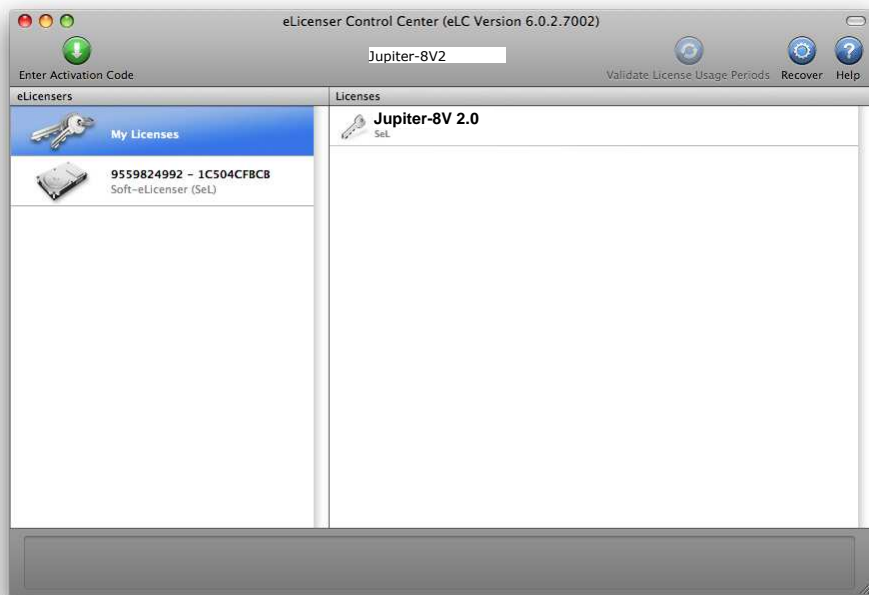 eLicenser Control Center (eLC Version 6.0.2.7002)
Jupiter-8V2
Enter Activation Code
Validate License Usage Periods
Recover
Help
eLicensers
Licenses
My Licenses
Jupiter-8V 2.0
SeL
9559824992 – 1C504CFBCB
Soft-eLicenser (SeL)